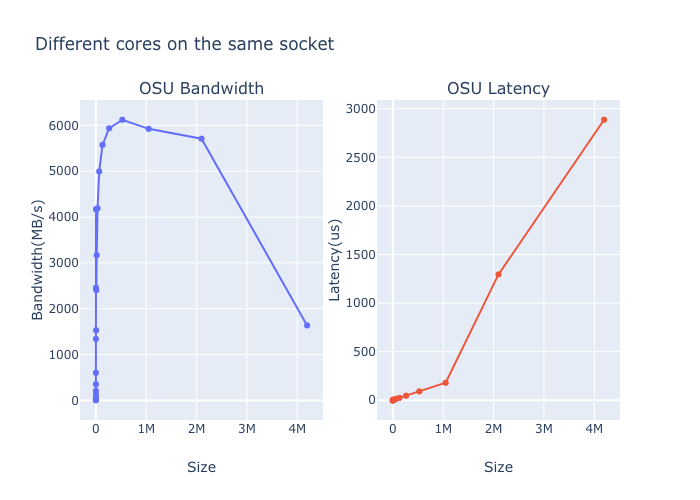 Different cores on the same socket
OSU Bandwidth
OSU Latency
Bandwidth(MB/s)
6000
5000
4000
3000
2000
1000
0
0 1M 2M 3M 4M
Size
Latency(us)
3000
2500
2000
1500
1000
500
0
0 1M 2M 3M 4M
Size